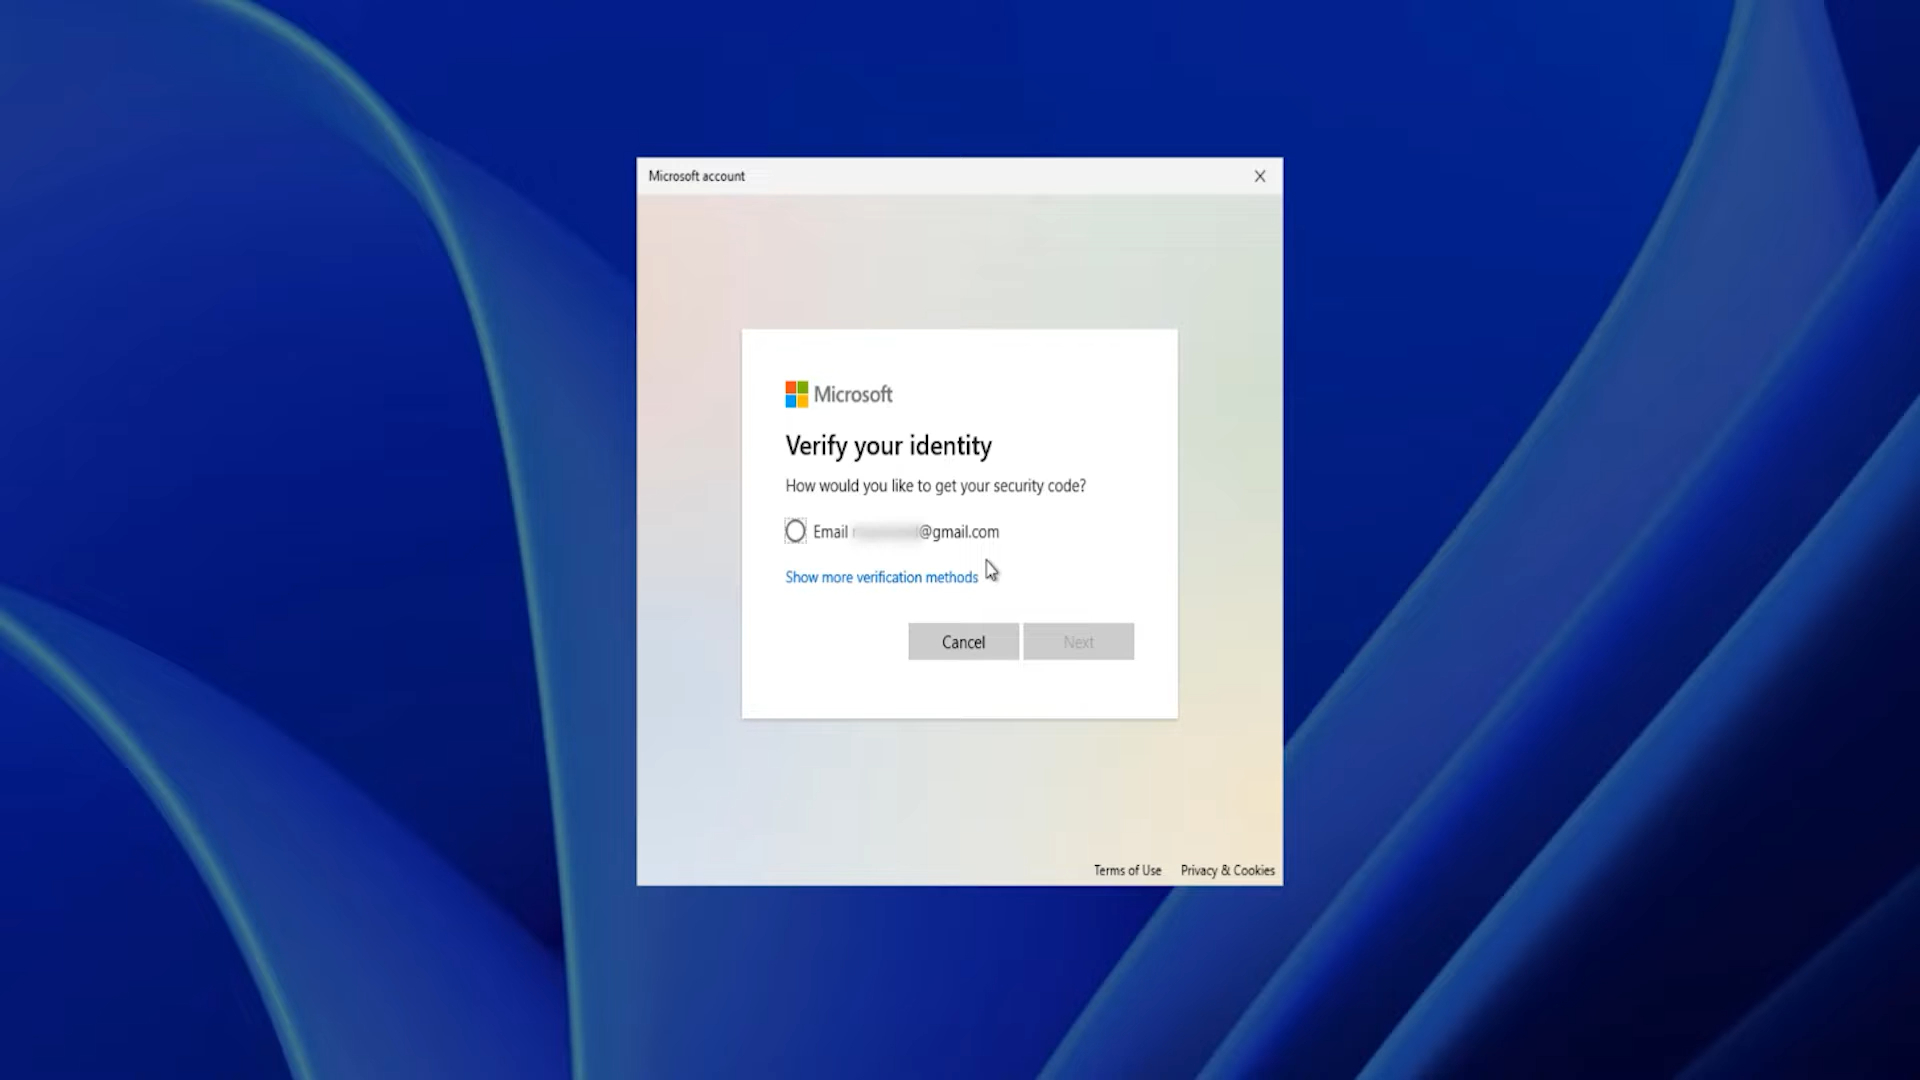 Microsoft account
Microsoft
Verify your identity
How would you like to get your security code?
Email @gmail.com
Show more verification methods
Cancel
Next
Terms of Use
Privacy & Cookies